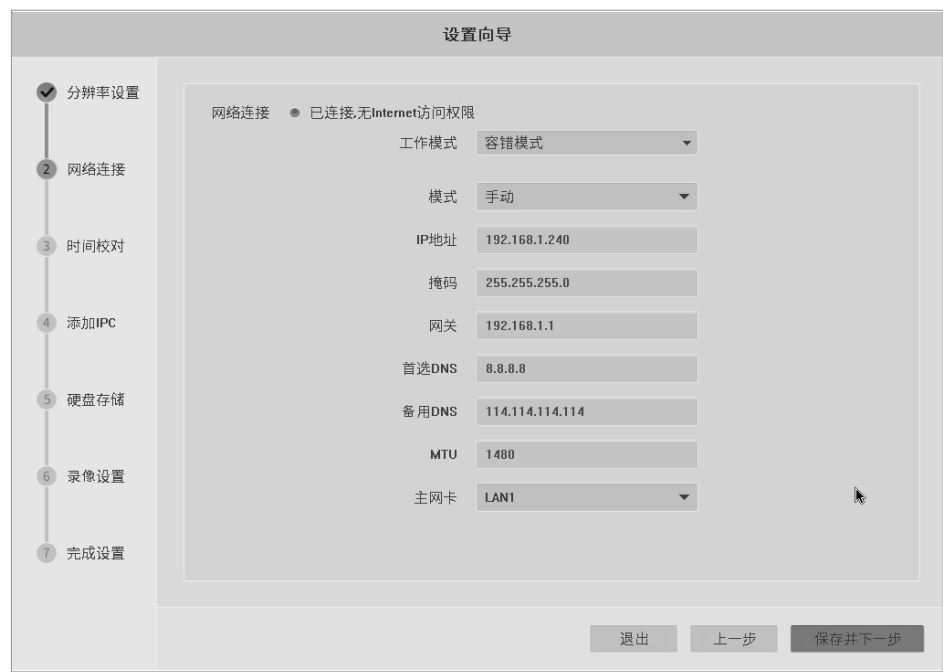 设置向导
分辨率设置
2 网络连接
3 时间校对
4 添加IPC
5 硬盘存储
6 录像设置
7 完成设置
网络连接 已连接,无Internet访问权限
工作模式 容错模式
模式 手动
IP地址 192.168.1.240
掩码 255.255.255.0
网关 192.168.1.1
首选DNS 8.8.8.8
备用DNS 114.114.114.114
MTU 1480
主网卡 LAN1
退出 上一步 保存并下一步